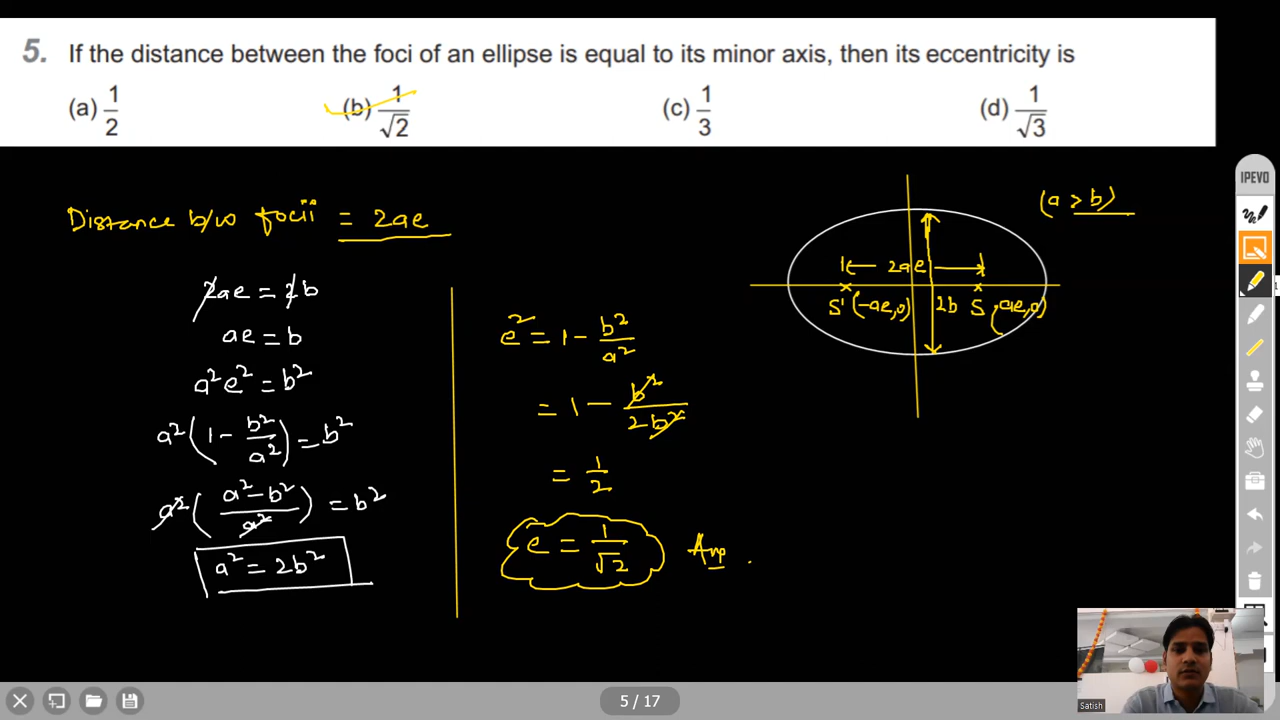 5. If the distance between the foci of an ellipse is equal to its minor axis, then its eccentricity is
(a) 1/2 (b) 1/√2 (c) 1/3 (d) 1/√3
IPEVO
(a > b)
Distance b/w focii = 2ae
2ae = 2b
ae = b
a²e² = b²
a²(1 - b²/a²) = b²
a²(a² - b²/a²) = b²
a² = 2b²
e² = 1 - b²/a²
= 1 - b²/2b²
= 1/2
e = 1/√2 Ans.
2ae
S' (-ae,0) 2b S (ae,0)
Satish
5 / 17